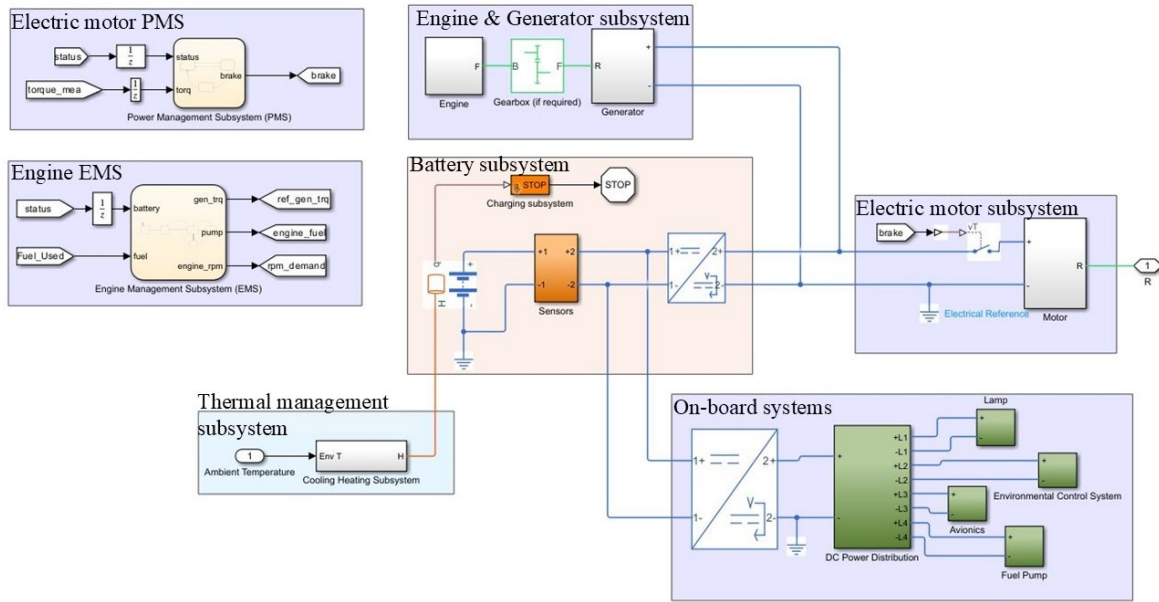 Electric motor PMS
status
1
z
status
brake
torque_mea
1
z
torq
brake
Power Management Subsystem (PMS)
Engine EMS
status
1
z
battery
gen_trq
ref_gen_trq
pump
engine_fuel
Fuel_Used
fuel
engine_rpm
rpm_demand
Engine Management Subsystem (EMS)
Engine & Generator subsystem
F
B
F
R
+
-
Engine
Gearbox (if required)
Generator
Battery subsystem
STOP
STOP
Charging subsystem
H
+
-
+1
+2
-1
-2
Sensors
1+
2+
1-
2-
V
Electric motor subsystem
brake
vT
+
-
R
1
R
Electrical Reference
Motor
Thermal management
subsystem
1
Env T
H
Ambient Temperature
Cooling Heating Subsystem
On-board systems
1+
2+
1-
2-
V
+
-
+L1
-L1
+L2
-L2
+L3
-L3
+L4
-L4
DC Power Distribution
Lamp
+
-
+
-
Environmental Control System
+
-
Avionics
+
-
Fuel Pump